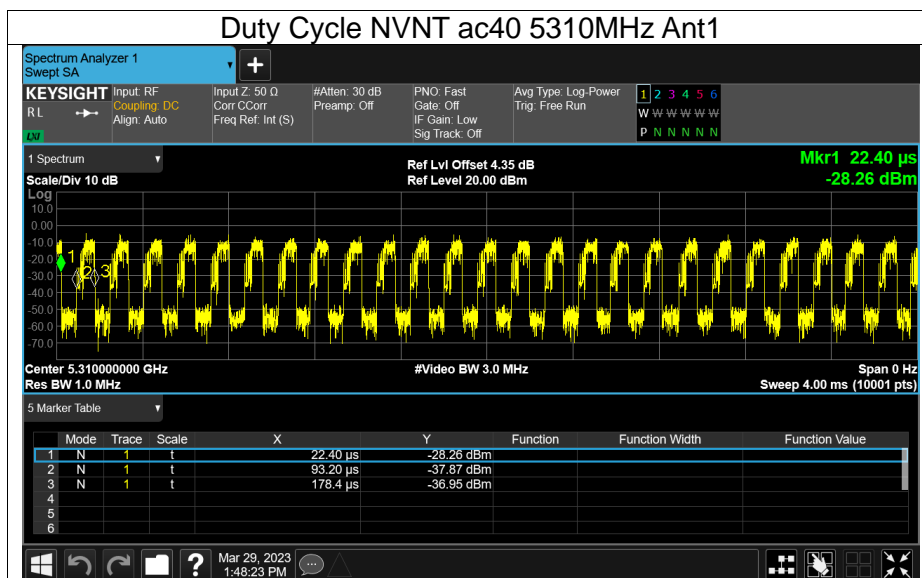 Duty Cycle NVNT ac40 5310MHz Ant1
Spectrum Analyzer 1
Swept SA
+
KEYSIGHT Input: RF Input Z: 50 Ω #Atten: 30 dB PNO: Fast Avg Type: Log-Power 1 2 3 4 5 6
R L Coupling: DC Corr CCorr Preamp: Off Gate: Off Trig: Free Run W W W W W W
Align: Auto Freq Ref: Int (S) IF Gain: Low
LXI Sig Track: Off P N N N N N
1 Spectrum Ref Lvl Offset 4.35 dB Mkr1 22.40 µs
Scale/Div 10 dB Ref Level 20.00 dBm -28.26 dBm
Log
10.0
0.00
-10.0
-20.0 1
-30.0 2 3
-40.0
-50.0
-60.0
-70.0
Center 5.310000000 GHz #Video BW 3.0 MHz Span 0 Hz
Res BW 1.0 MHz Sweep 4.00 ms (10001 pts)
5 Marker Table
Mode Trace Scale X Y Function Function Width Function Value
1 N 1 t 22.40 µs -28.26 dBm
2 N 1 t 93.20 µs -37.87 dBm
3 N 1 t 178.4 µs -36.95 dBm
4
5
6
? Mar 29, 2023
1:48:23 PM